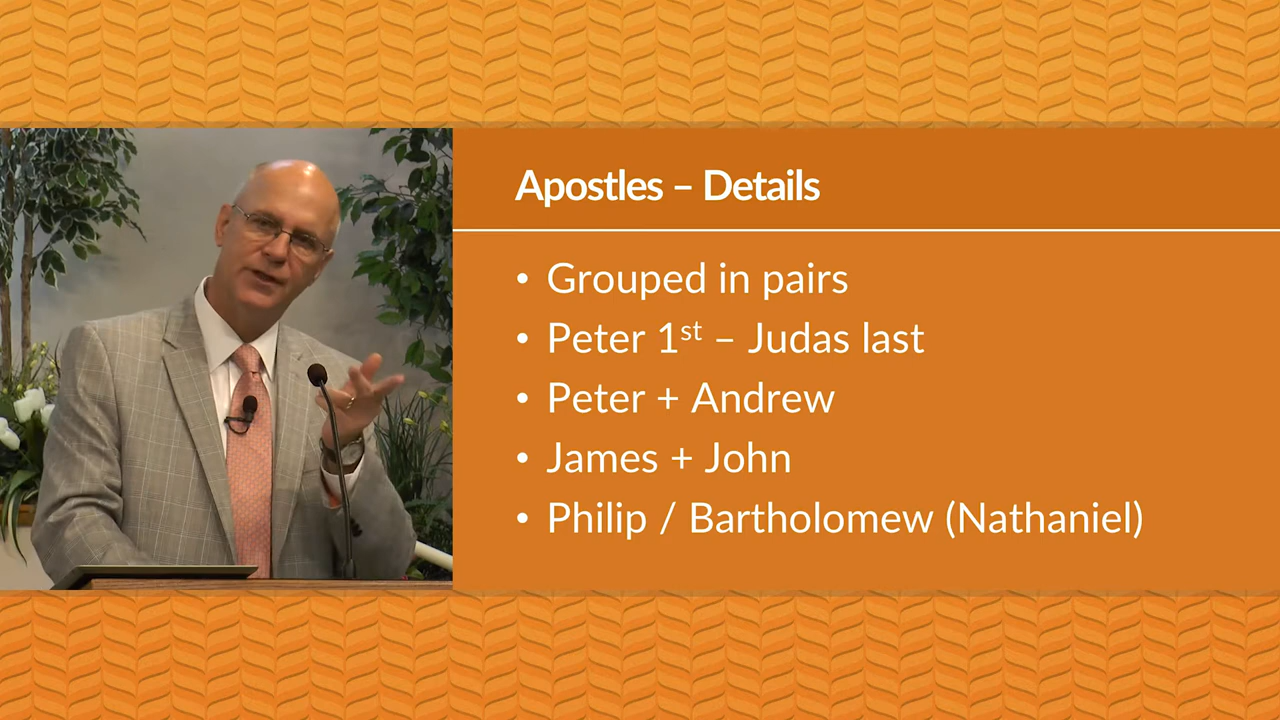 Apostles – Details
• Grouped in pairs
• Peter 1st – Judas last
• Peter + Andrew
• James + John
• Philip / Bartholomew (Nathaniel)